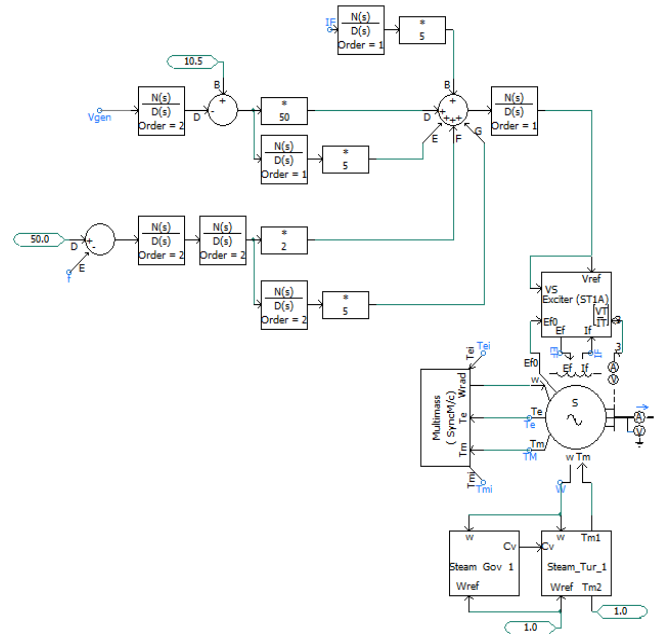 IF
N(s)
D(s)
Order = 1
*
5
10.5
B
+
B
+
Vgen
N(s)
D(s)
Order = 2
D
-
*
50
D
+
+
+
+
E
F
G
N(s)
D(s)
Order = 1
N(s)
D(s)
Order = 1
*
5
50.0
D
+
-
E
f
N(s)
D(s)
Order = 2
N(s)
D(s)
Order = 2
*
2
N(s)
D(s)
Order = 2
*
5
Vref
VS
Exciter (ST1A)
Ef0
VT
IT
3
Ef
If
EF
IF
Ef0
Ef
If
3
A
V
Tei
Tei
Multimass
( SyncM/c)
Wrad
w
S
Te
Te
Te
A
V
Tm
TM
Tm
w Tm
Tmi
Tmi
W
w
Cv
Steam Gov 1
Wref
w
Tm1
Cv
Steam_Tur_1
Wref
Tm2
1.0
1.0